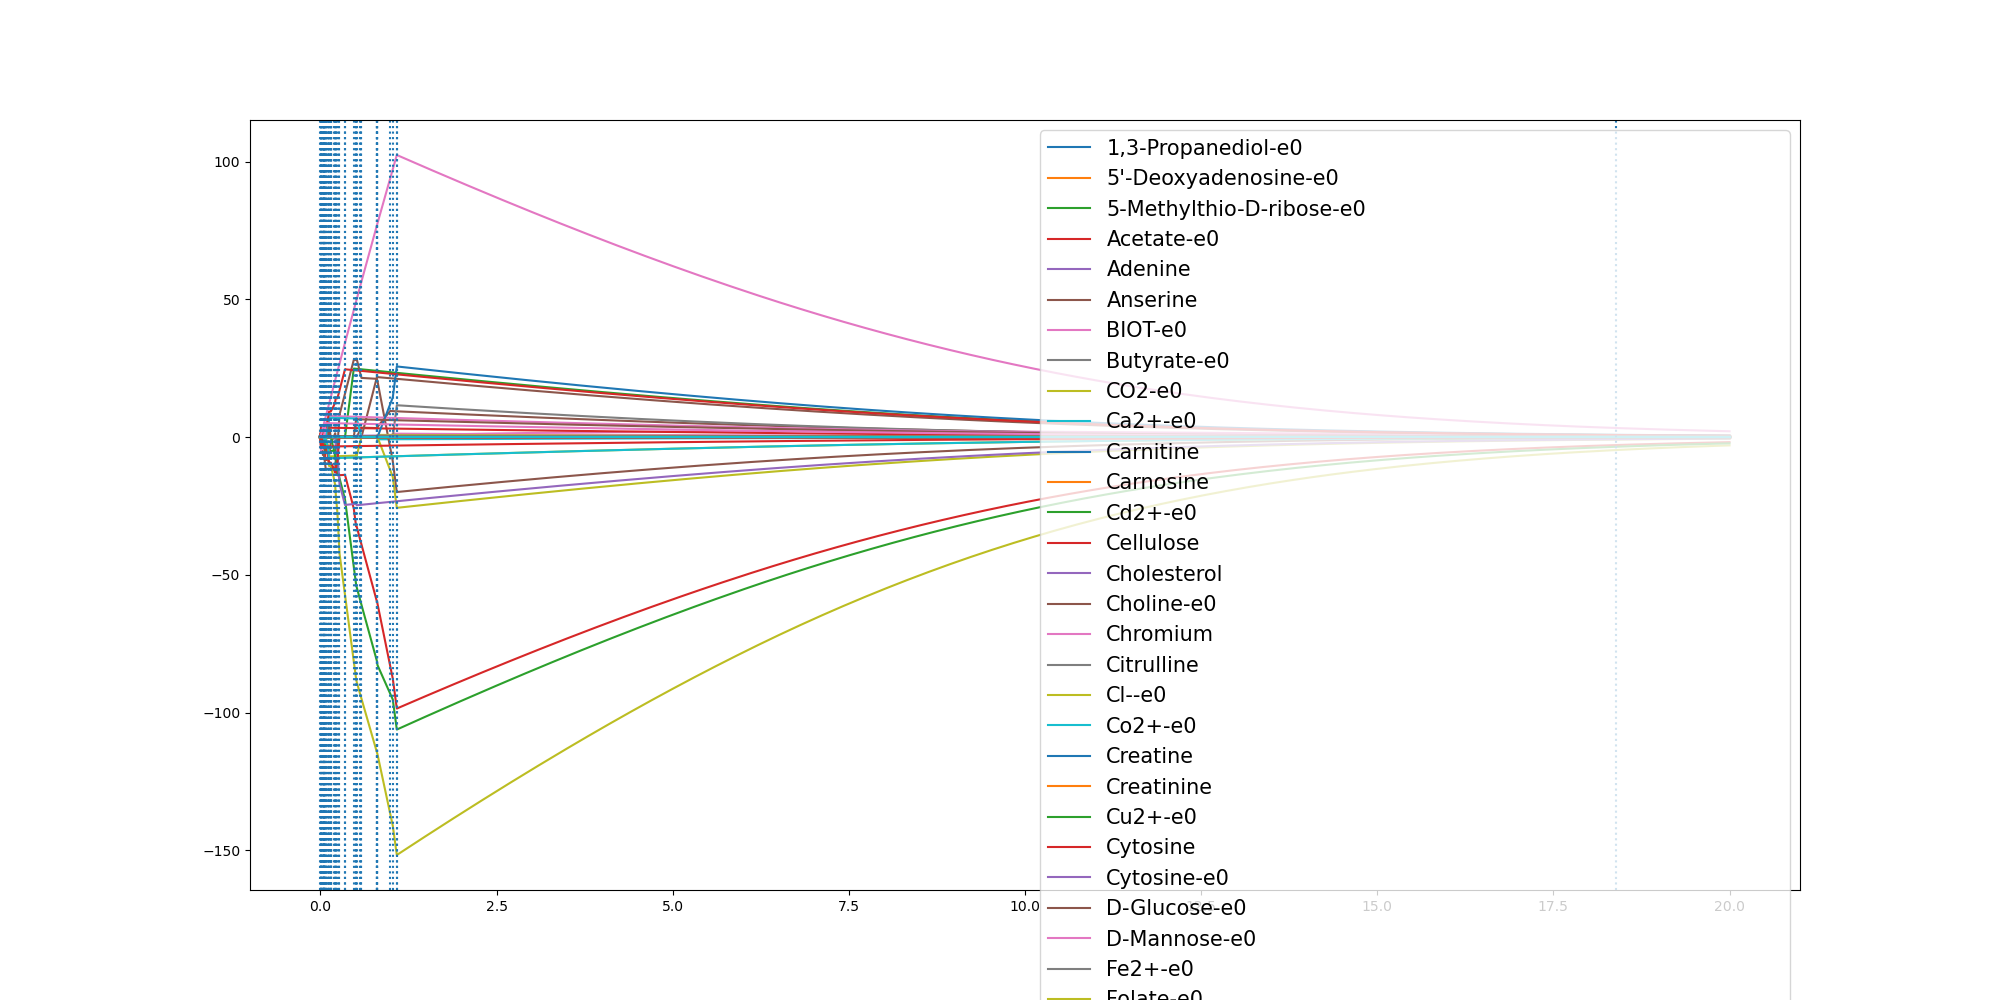 100
50
0
−50
−100
−150
0.0
2.5
5.0
7.5
10.0
15.0
17.5
20.0
1,3-Propanediol-e0
5'-Deoxyadenosine-e0
5-Methylthio-D-ribose-e0
Acetate-e0
Adenine
Anserine
BIOT-e0
Butyrate-e0
CO2-e0
Ca2+-e0
Carnitine
Carnosine
Cd2+-e0
Cellulose
Cholesterol
Choline-e0
Chromium
Citrulline
Cl--e0
Co2+-e0
Creatine
Creatinine
Cu2+-e0
Cytosine
Cytosine-e0
D-Glucose-e0
D-Mannose-e0
Fe2+-e0
Folate-e0